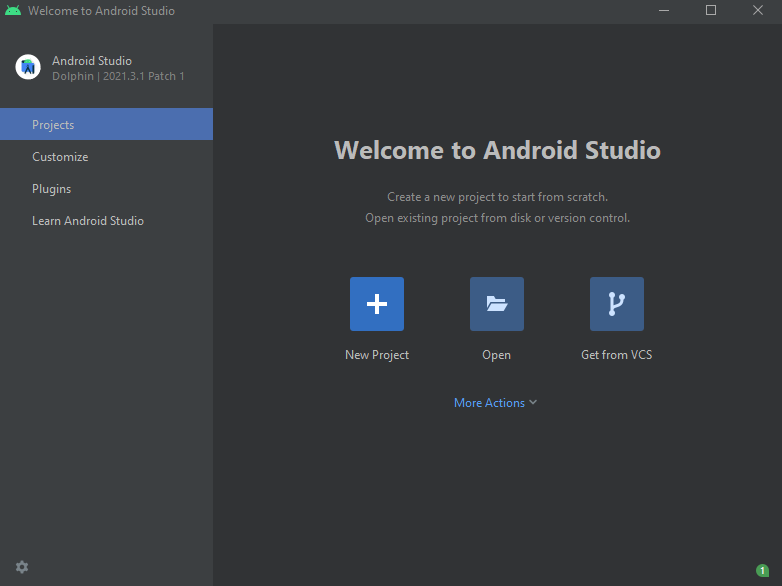 Welcome to Android Studio
Android Studio
Dolphin | 2021.3.1 Patch 1
Projects
Customize
Plugins
Learn Android Studio
Welcome to Android Studio
Create a new project to start from scratch.
Open existing project from disk or version control.
New Project
Open
Get from VCS
More Actions
1